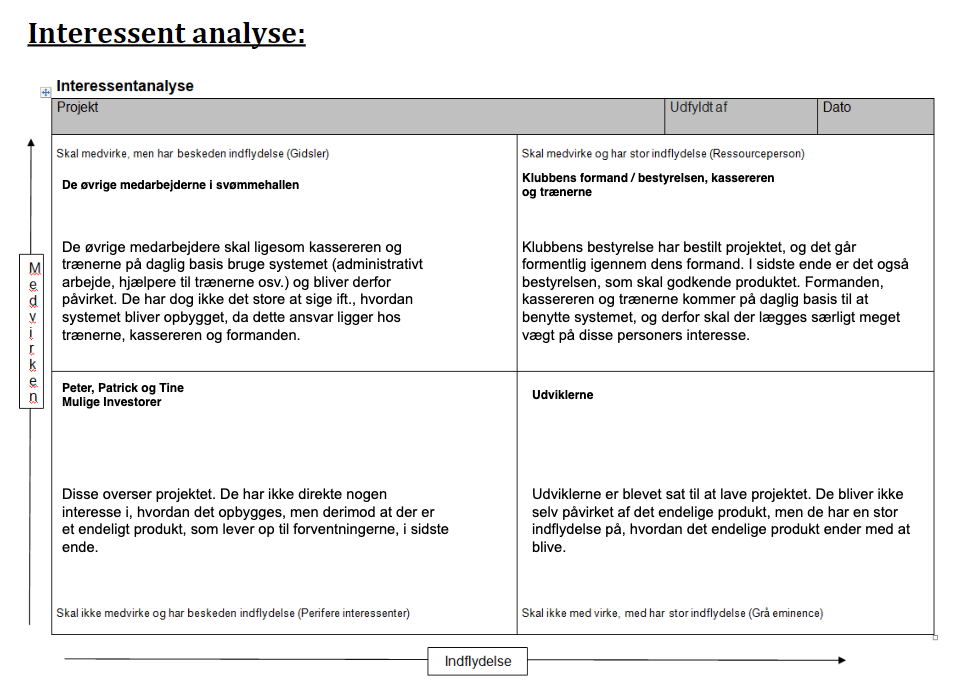 Interessent analyse:
Interessentanalyse
Projekt
Udfyldt af
Dato
Skal medvirke, men har beskeden indflydelse (Gidsler)
De øvrige medarbejderne i svømmehallen
De øvrige medarbejdere skal ligesom kassereren og
trænerne på daglig basis bruge systemet (administrativt
arbejde, hjælpere til trænerne osv.) og bliver derfor
påvirket. De har dog ikke det store at sige ift., hvordan
systemet bliver opbygget, da dette ansvar ligger hos
trænerne, kassereren og formanden.
Skal medvirke og har stor indflydelse (Ressourceperson)
Klubbens formand / bestyrelsen, kassereren
og trænerne
Klubbens bestyrelse har bestilt projektet, og det går
formentlig igennem dens formand. I sidste ende er det også
bestyrelsen, som skal godkende produktet. Formanden,
kassereren og trænerne kommer på daglig basis til at
benytte systemet, og derfor skal der lægges særligt meget
vægt på disse personers interesse.
Medvirken
Peter, Patrick og Tine
Mulige Investorer
Disse overser projektet. De har ikke direkte nogen
interesse i, hvordan det opbygges, men derimod at der er
et endeligt produkt, som lever op til forventningerne, i sidste
ende.
Skal ikke medvirke og har beskeden indflydelse (Perifere interessenter)
Udviklerne
Udviklerne er blevet sat til at lave projektet. De bliver ikke
selv påvirket af det endelige produkt, men de har en stor
indflydelse på, hvordan det endelige produkt ender med at
blive.
Skal ikke med virke, med har stor indflydelse (Grå eminence)
Indflydelse